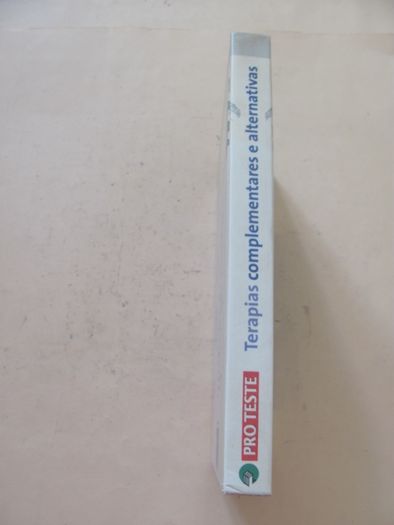 PRO TESTE
Terapias complementares e alternativas